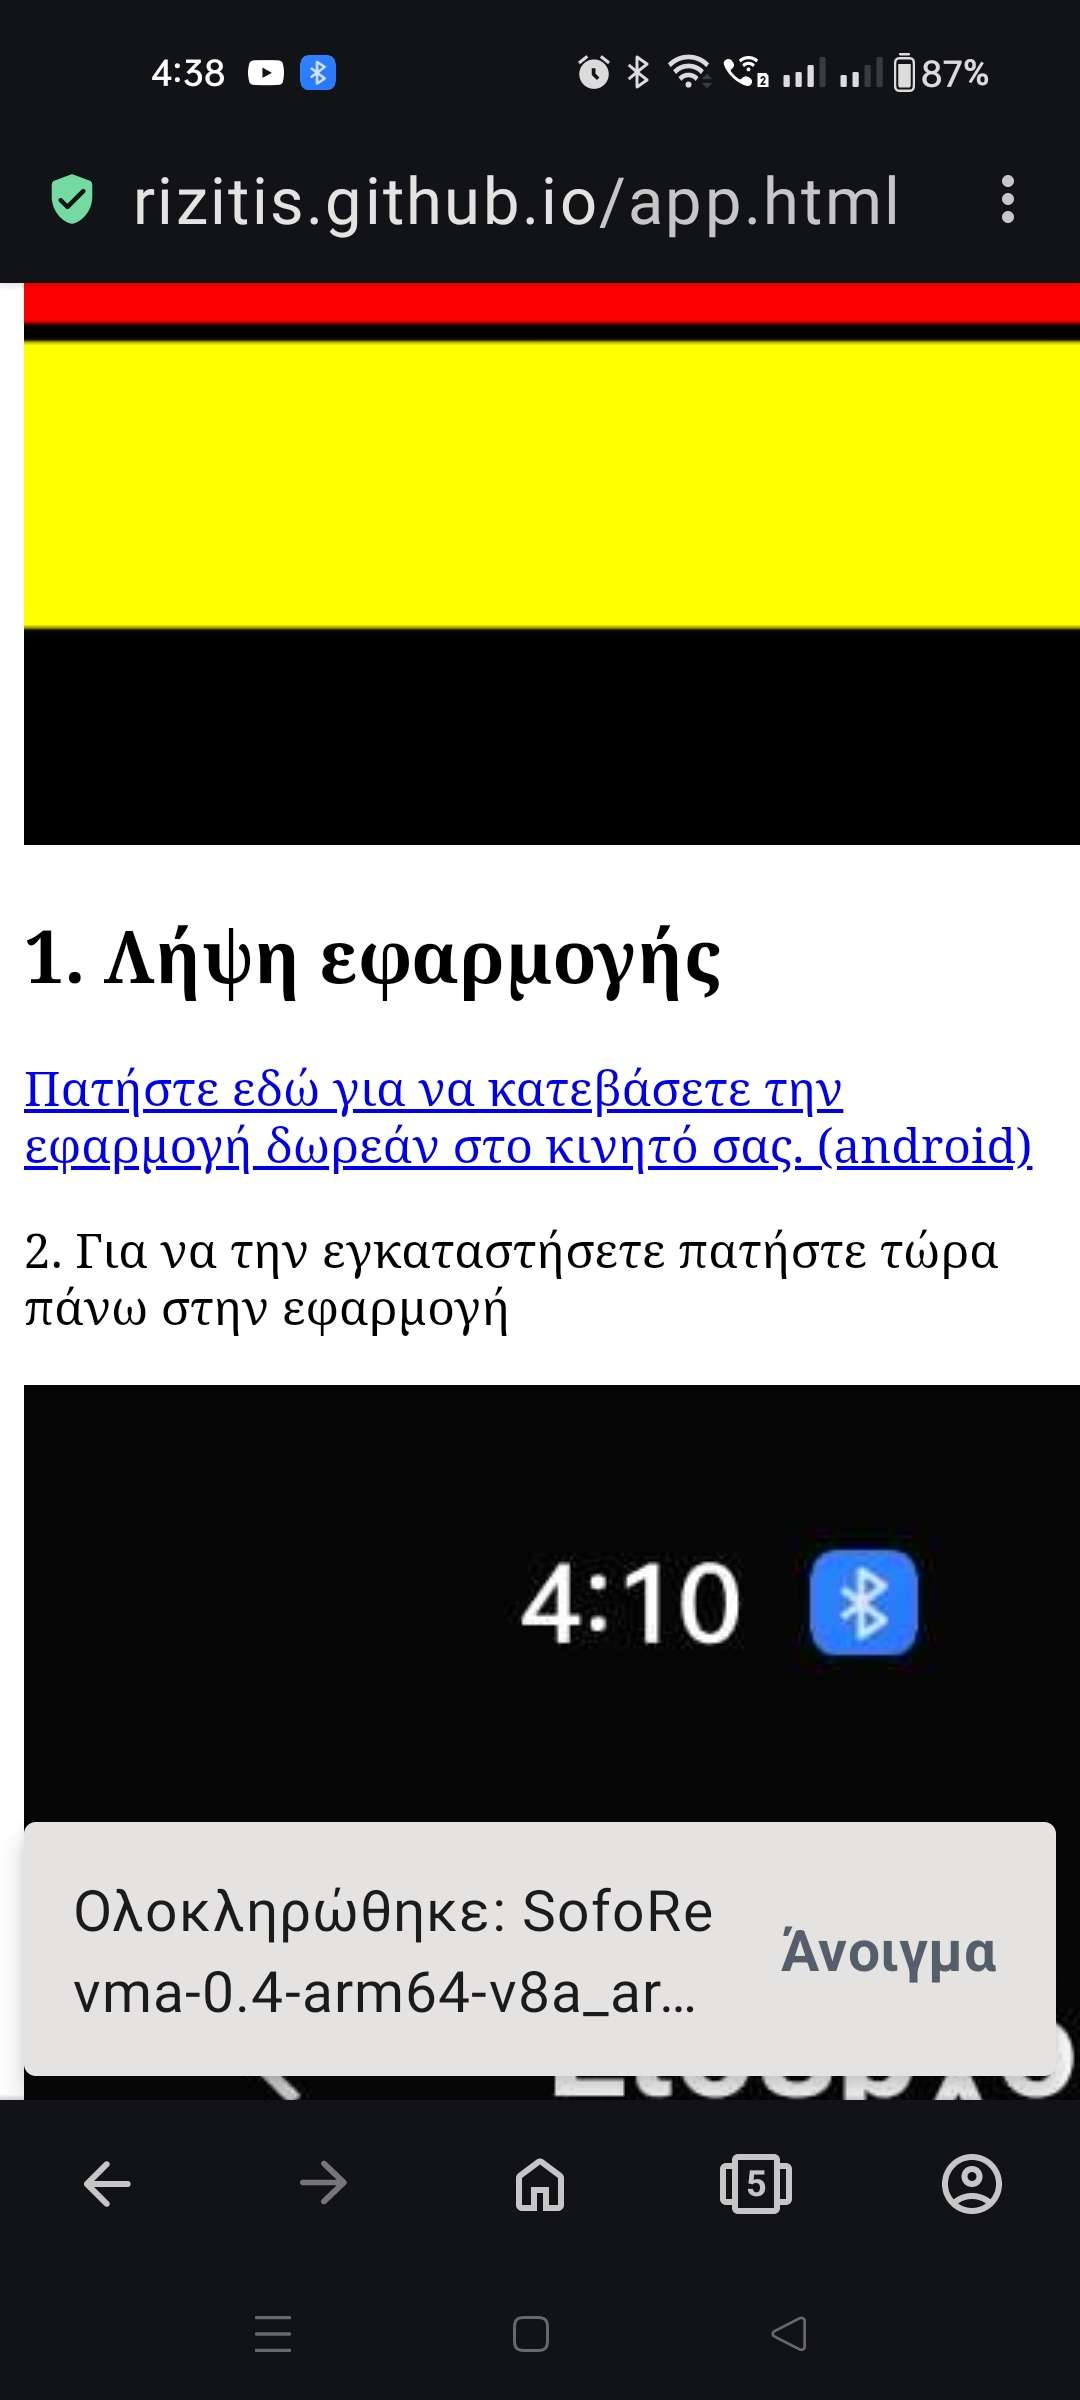 4:38
2
87%
rizitis.github.io/app.html
1. Λήψη εφαρμογής
Πατήστε εδώ για να κατεβάσετε την
εφαρμογή δωρεάν στο κινητό σας. (android)
2. Για να την εγκαταστήσετε πατήστε τώρα
πάνω στην εφαρμογή
4:10
Ολοκληρώθηκε: SofoRe
vma-0.4-arm64-v8a_ar...
Άνοιγμα
5